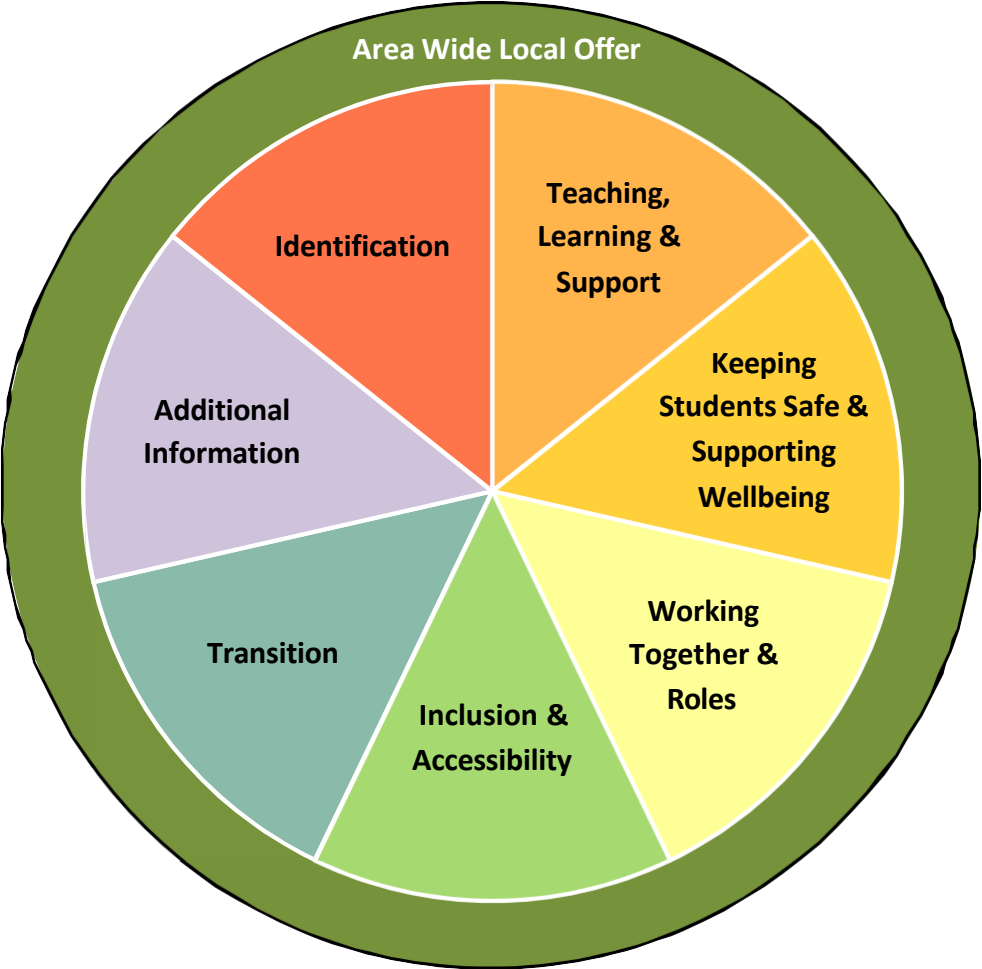 Area Wide Local Offer
Identification
Teaching,
Learning &
Support
Keeping
Students Safe &
Supporting
Wellbeing
Working
Together &
Roles
Inclusion &
Accessibility
Transition
Additional
Information